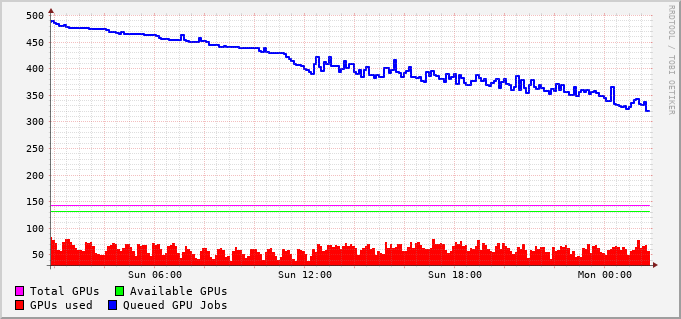 500
450
400
350
300
250
200
150
100
50
Sun 06:00 Sun 12:00 Sun 18:00 Mon 00:00
Total GPUs Available GPUs
GPUs used Queued GPU Jobs
RRDTOOL / TOBI OETIKER